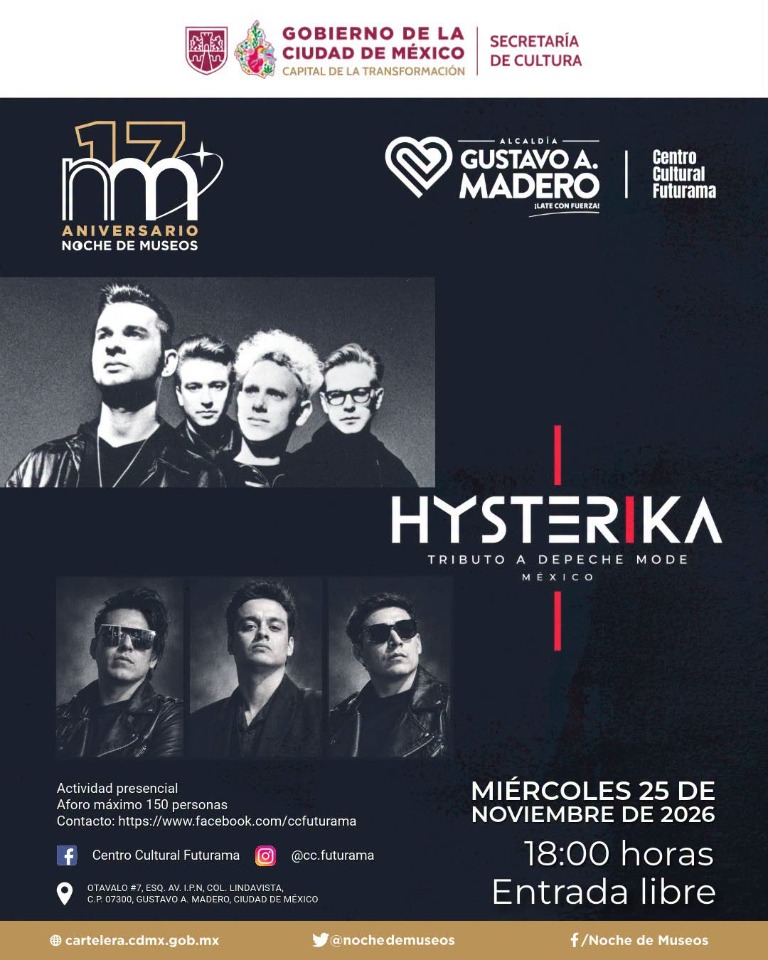 GOBIERNO DE LA
CIUDAD DE MÉXICO
CAPITAL DE LA TRANSFORMACIÓN
SECRETARÍA
DE CULTURA
17
nm
ANIVERSARIO
NOCHE DE MUSEOS
ALCALDÍA
GUSTAVO A.
MADERO
¡LATE CON FUERZA!
Centro
Cultural
Futurama
HYSTERIKA
TRIBUTO A DEPECHE MODE
MÉXICO
Actividad presencial
Aforo máximo 150 personas
Contacto: https://www.facebook.com/ccfuturama
Centro Cultural Futurama
@cc.futurama
OTAVALO #7, ESQ. AV. I.P.N, COL. LINDAVISTA,
C.P. 07300, GUSTAVO A. MADERO, CIUDAD DE MÉXICO
MIÉRCOLES 25 DE
NOVIEMBRE DE 2026
18:00 horas
Entrada libre
cartelera.cdmx.gob.mx
@nochedemuseos
/Noche de Museos